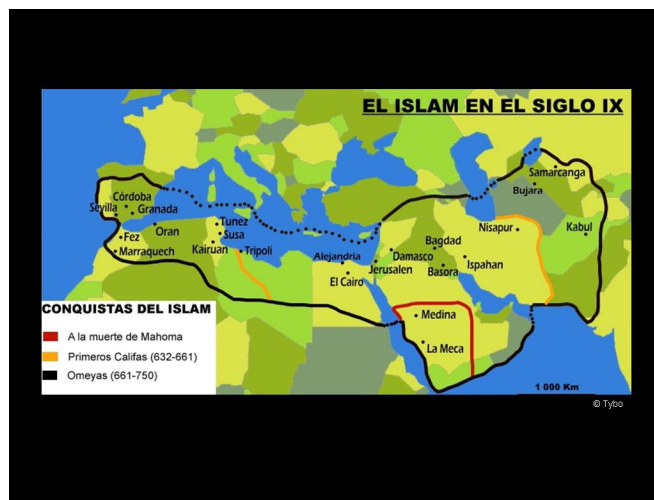 EL ISLAM EN EL SIGLO IX
Samarcanga
Bujara
Córdoba
Sevilla
Granada
Tunez
Nisapur
Kabul
Oran
Susa
Fez
Bagdad
Kairuan
Tripoli
Alejandria
Damasco
Marraquech
Jerusalen
Basora
Ispahan
El Cairo
CONQUISTAS DEL ISLAM
Medina
A la muerte de Mahoma
La Meca
Primeros Califas (632-661)
Omeyas (661-750)
1 000 Km
© Tybo